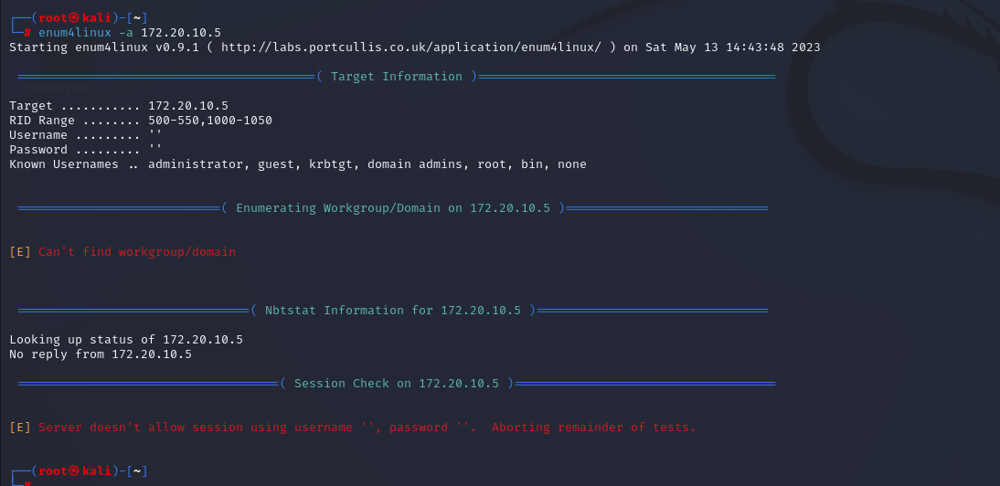 ┌──(root㉿kali)-[~]
└─# enum4linux -a 172.20.10.5
Starting enum4linux v0.9.1 ( http://labs.portcullis.co.uk/application/enum4linux/ ) on Sat May 13 14:43:48 2023
=========================================( Target Information )=========================================
theHarvest...
Target ........... 172.20.10.5
RID Range ........ 500-550,1000-1050
Username ......... ''
Password ......... ''
Known Usernames .. administrator, guest, krbtgt, domain admins, root, bin, none
============================( Enumerating Workgroup/Domain on 172.20.10.5 )============================
[E] Can't find workgroup/domain
================================( Nbtstat Information for 172.20.10.5 )================================
Looking up status of 172.20.10.5
No reply from 172.20.10.5
====================================( Session Check on 172.20.10.5 )====================================
[E] Server doesn't allow session using username '', password ''.  Aborting remainder of tests.
┌──(root㉿kali)-[~]
└─#